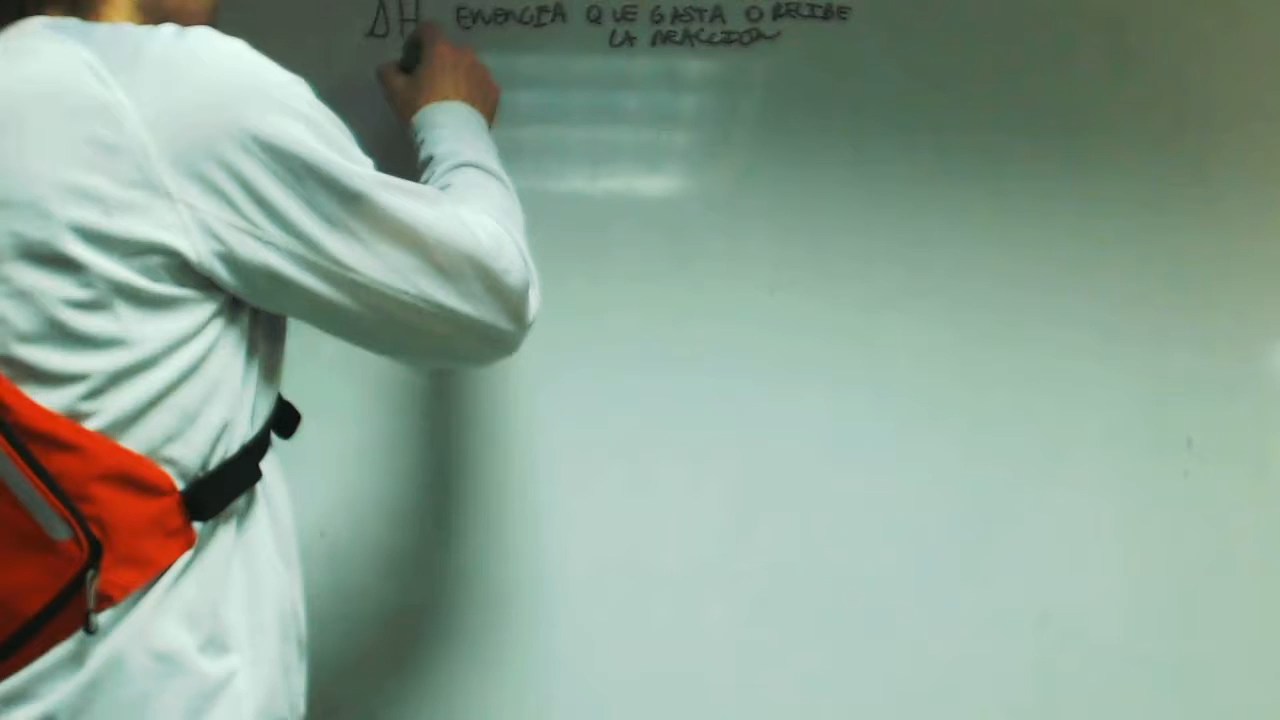 ΔH ENERGIA QUE GASTA O RECIBE
LA REACCION